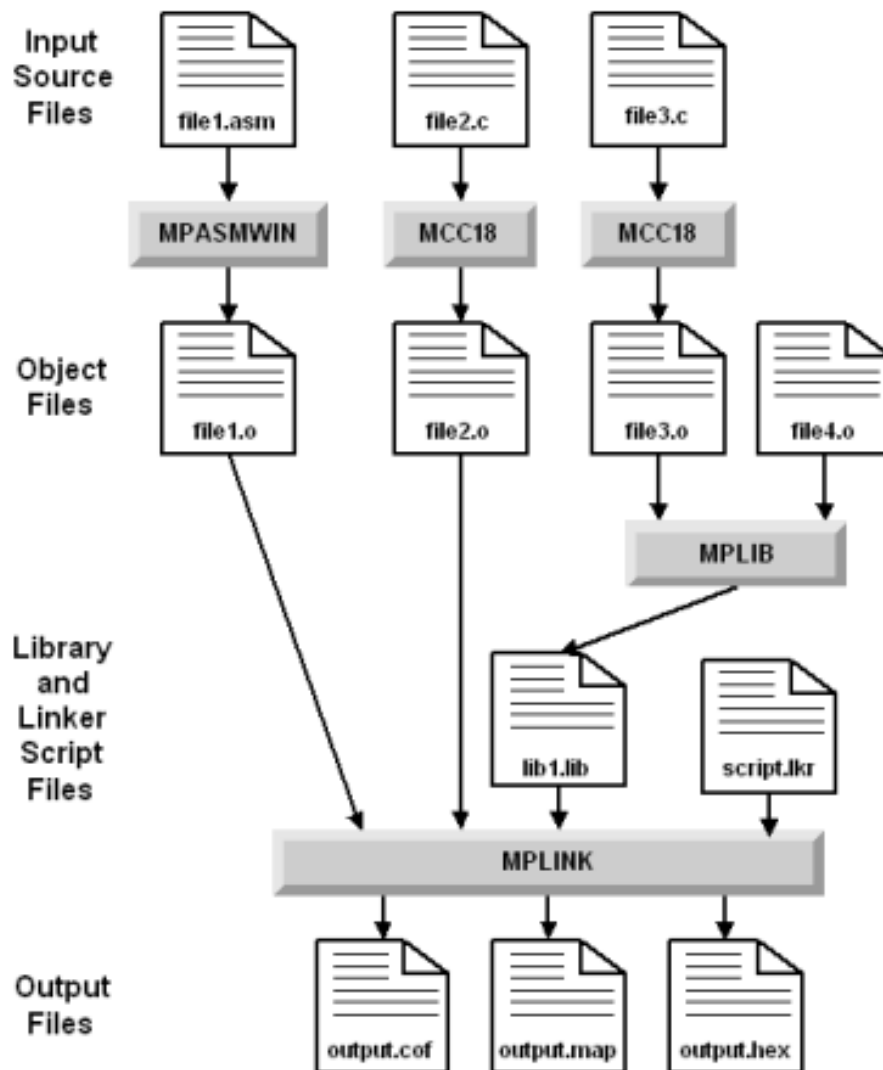 Input
Source
Files
file1.asm
file2.c
file3.c
MPASMWIN
MCC18
MCC18
Object
Files
file1.o
file2.o
file3.o
file4.o
MPLIB
Library
and
Linker
Script
Files
lib1.lib
script.lkr
MPLINK
Output
Files
output.cof
output.map
output.hex